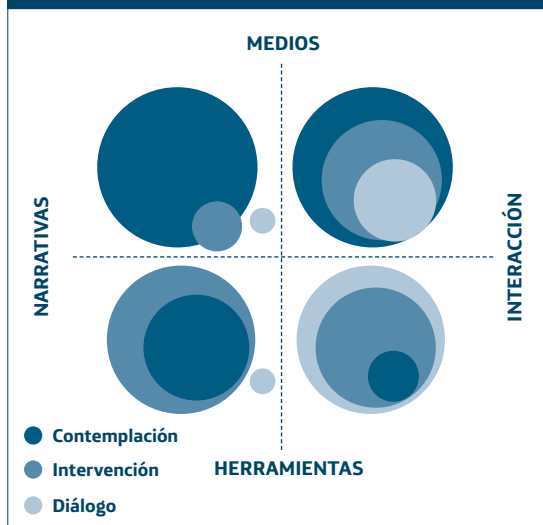 MEDIOS
NARRATIVAS
INTERACCIÓN
Contemplación
Intervención
HERRAMIENTAS
Diálogo